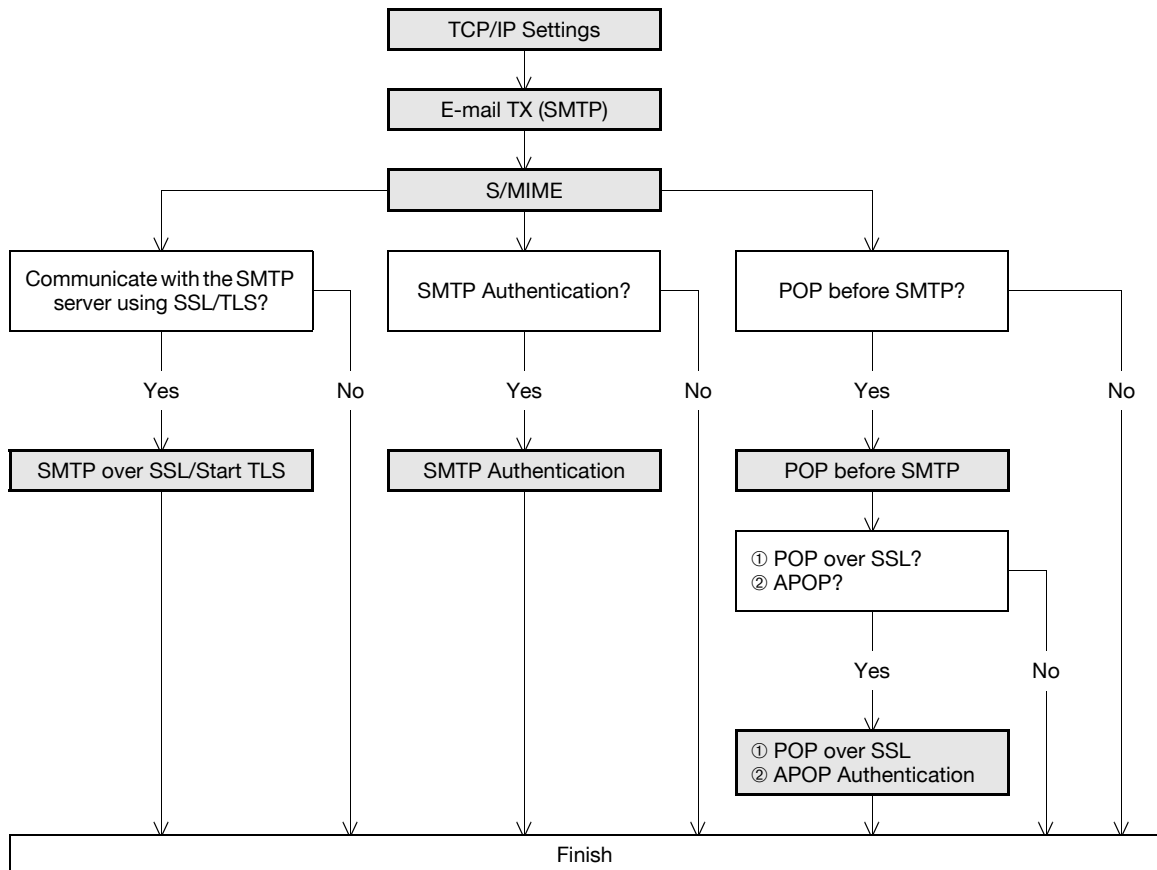 TCP/IP Settings
E-mail TX (SMTP)
S/MIME
Communicate with the SMTP
server using SSL/TLS?
SMTP Authentication?
POP before SMTP?
Yes
No
Yes
No
Yes
No
SMTP over SSL/Start TLS
SMTP Authentication
POP before SMTP
① POP over SSL?
② APOP?
Yes
No
① POP over SSL
② APOP Authentication
Finish